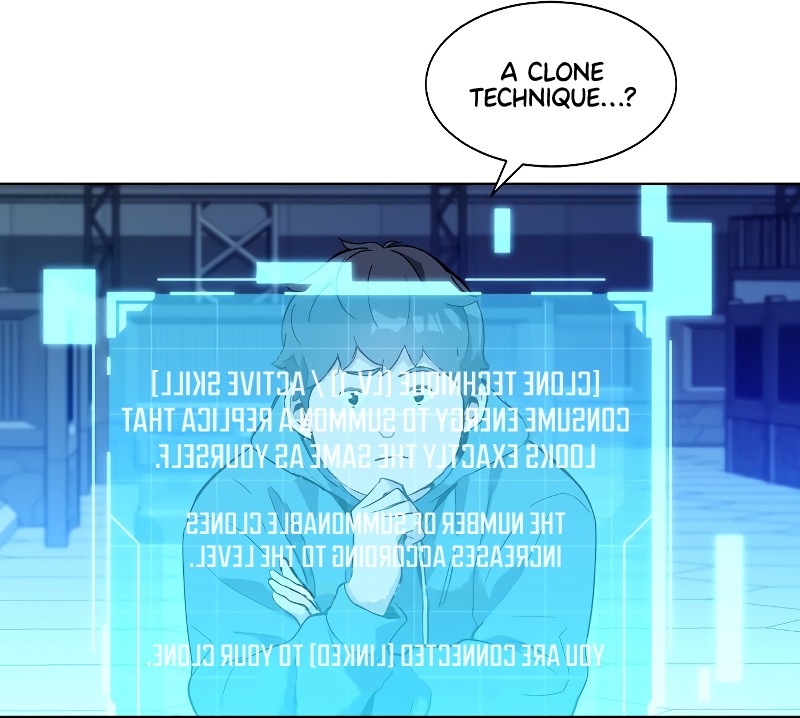 A CLONE
TECHNIQUE...?
[CLONE TECHNIQUE (LV. 1) / ACTIVE SKILL]
CONSUME ENERGY TO SUMMON A REPLICA THAT
LOOKS EXACTLY THE SAME AS YOURSELF.
THE NUMBER OF SUMMONABLE CLONES
INCREASES ACCORDING TO THE LEVEL.
YOU ARE CONNECTED [LINKED] TO YOUR CLONE.